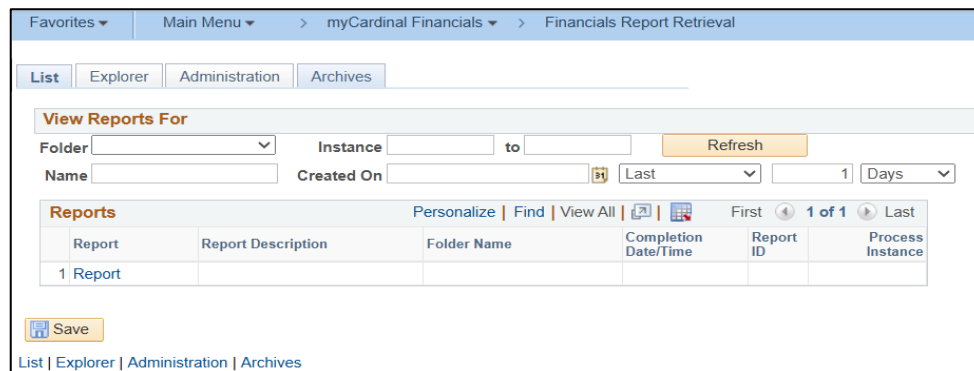 Favorites Main Menu > myCardinal Financials > Financials Report Retrieval
List Explorer Administration Archives
View Reports For
Folder Instance to Refresh
Name Created On 31 Last 1 Days
Reports Personalize | Find | View All | | First 1 of 1 Last
Report Report Description Folder Name Completion Date/Time Report ID Process Instance
1 Report
Save
List | Explorer | Administration | Archives